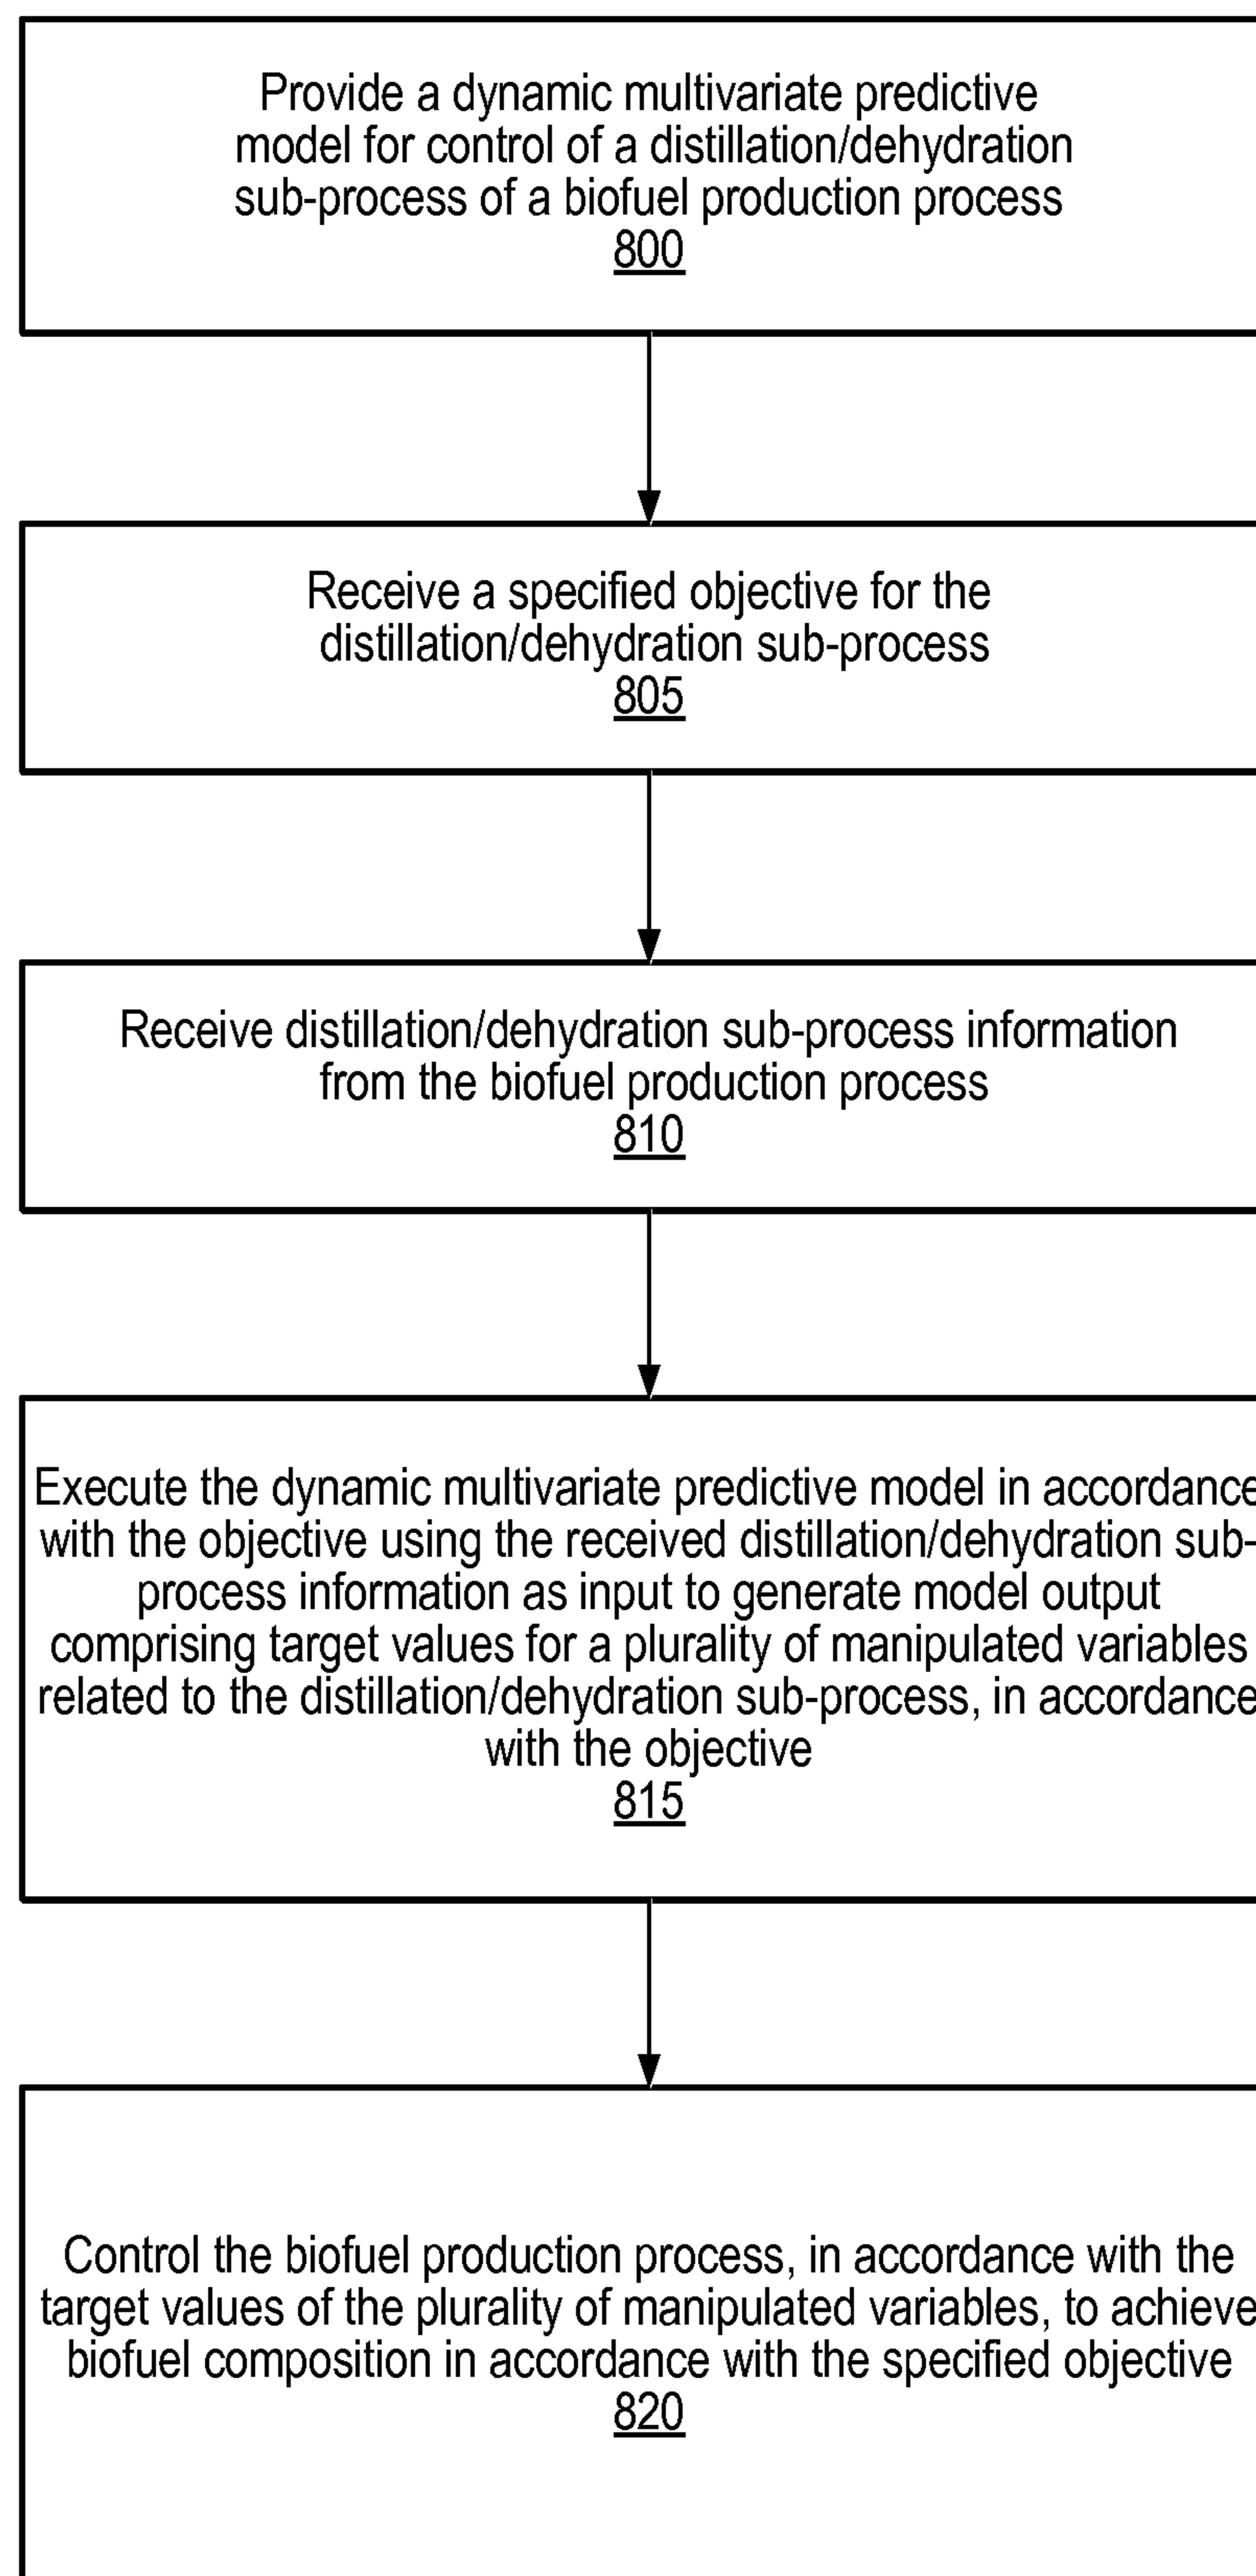 Provide a dynamic multivariate predictive
model for control of a distillation/dehydration
sub-process of a biofuel production process
800
Receive a specified objective for the
distillation/dehydration sub-process
805
Receive distillation/dehydration sub-process information
from the biofuel production process
810
Execute the dynamic multivariate predictive model in accordance
with the objective using the received distillation/dehydration sub-
process information as input to generate model output
comprising target values for a plurality of manipulated variables
related to the distillation/dehydration sub-process, in accordance
with the objective
815
Control the biofuel production process, in accordance with the
target values of the plurality of manipulated variables, to achieve
biofuel composition in accordance with the specified objective
820